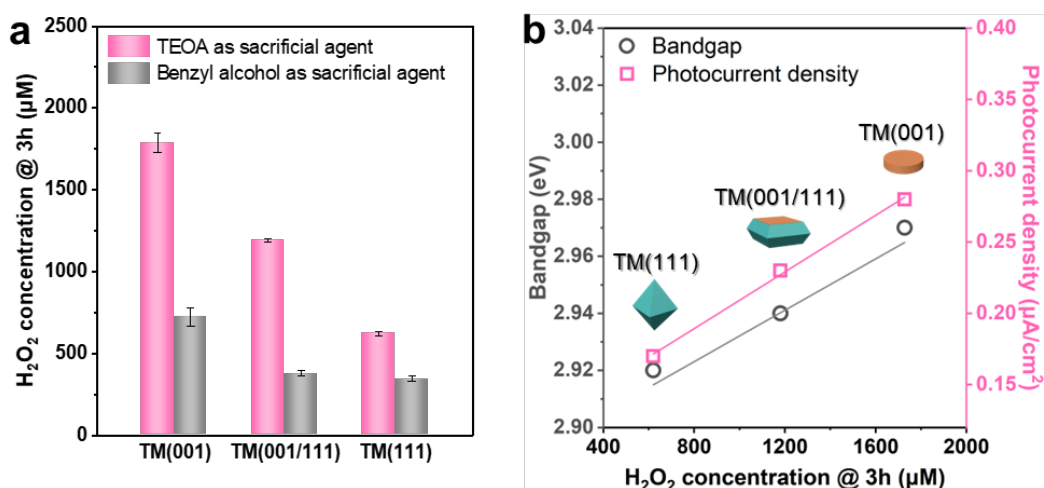 a
2500
2000
1500
1000
500
0
H₂O₂ concentration @ 3h (µM)
TEOA as sacrificial agent
Benzyl alcohol as sacrificial agent
TM(001)
TM(001/111)
TM(111)
b
3.04
3.02
3.00
2.98
2.96
2.94
2.92
2.90
Bandgap (eV)
Bandgap
Photocurrent density
TM(001)
TM(001/111)
TM(111)
0.40
0.35
0.30
0.25
0.20
0.15
Photocurrent density (µA/cm²)
400
800
1200
1600
2000
H₂O₂ concentration @ 3h (µM)